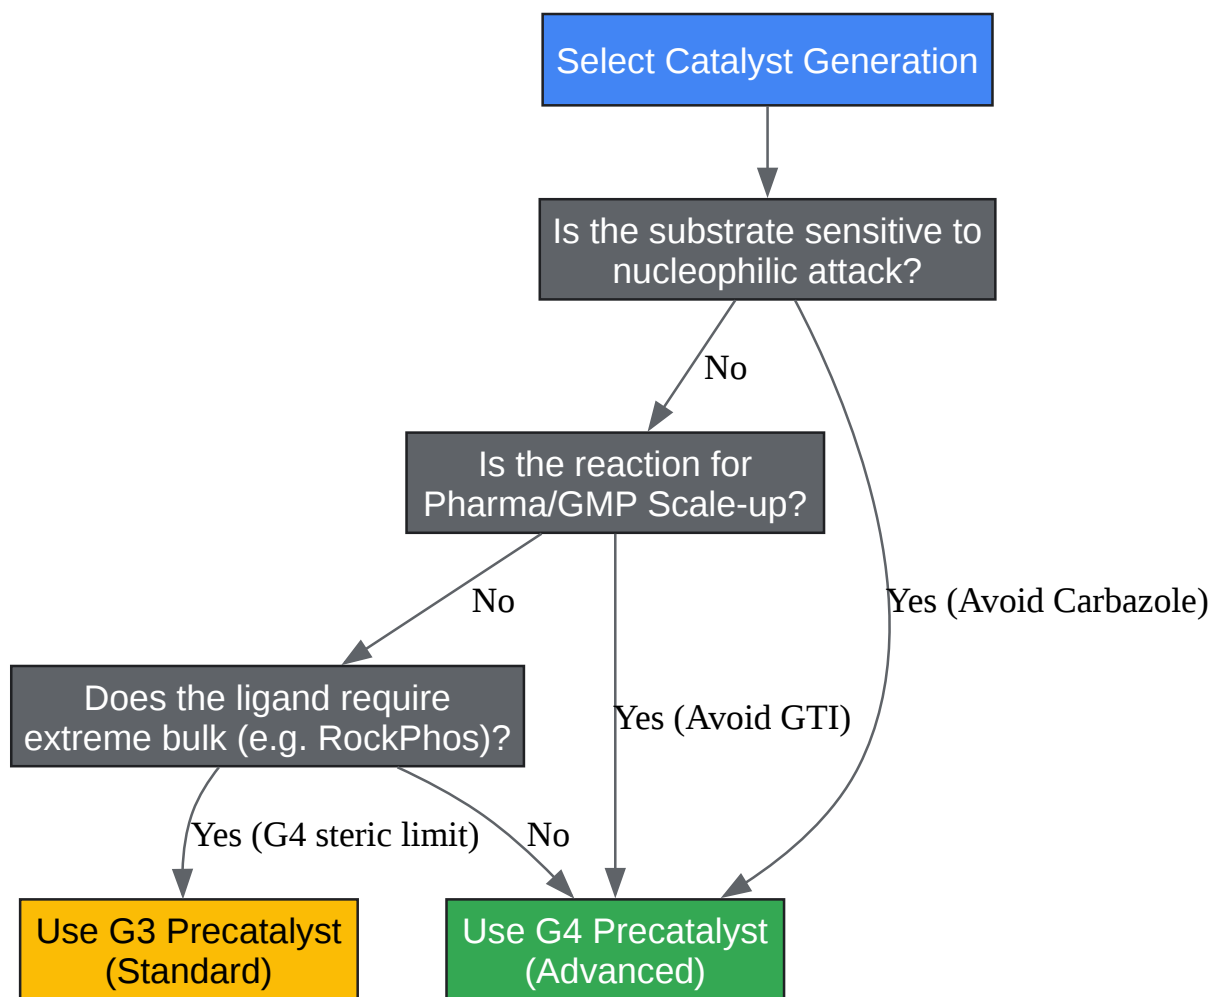 Select Catalyst Generation
Is the substrate sensitive to
nucleophilic attack?
No
Is the reaction for
Pharma/GMP Scale-up?
No
Yes (Avoid Carbazole)
Does the ligand require
extreme bulk (e.g. RockPhos)?
Yes (Avoid GTI)
Yes (G4 steric limit)
No
Use G3 Precatalyst
(Standard)
Use G4 Precatalyst
(Advanced)